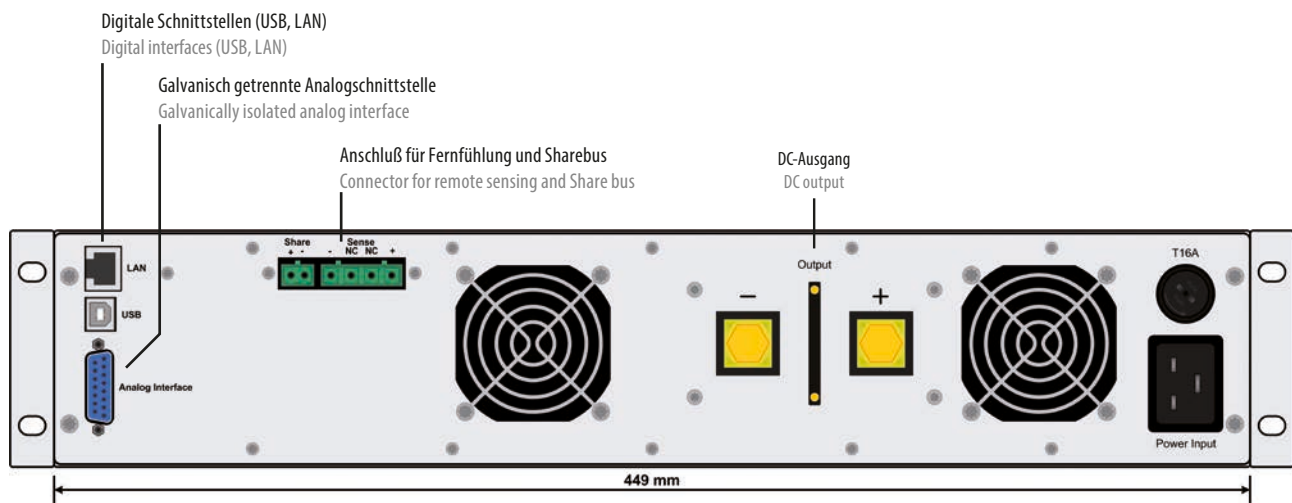 Digitale Schnittstellen (USB, LAN)
Digital interfaces (USB, LAN)
Galvanisch getrennte Analogschnittstelle
Galvanically isolated analog interface
Anschluß für Fernfühlung und Sharebus
Connector for remote sensing and Share bus
DC-Ausgang
DC output
Share Sense
+ - - NC NC +
LAN
USB
Analog Interface
Output
− +
T16A
Power Input
449 mm